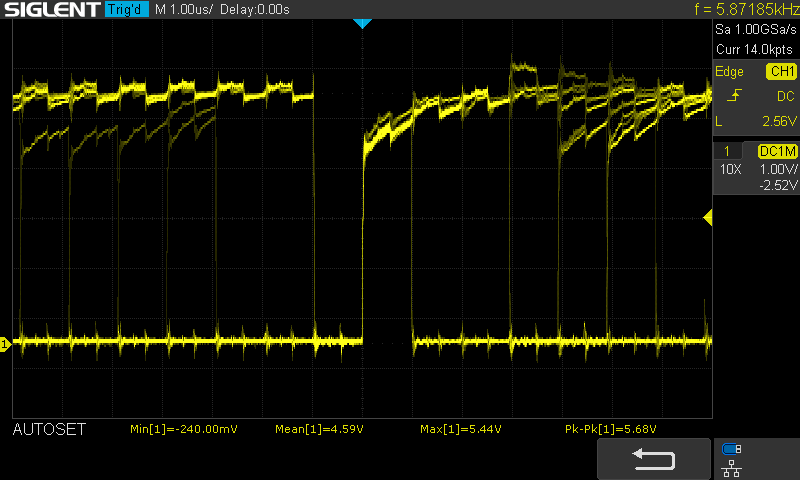 SIGLENT Trig'd M 1.00us/ Delay:0.00s f = 5.87185kHz
Sa 1.00GSa/s
Curr 14.0kpts
Edge CH1
DC
L 2.56V
1 DC1M
10X 1.00V/
-2.52V
1
AUTOSET Min[1]=-240.00mV Mean[1]=4.59V Max[1]=5.44V Pk-Pk[1]=5.68V